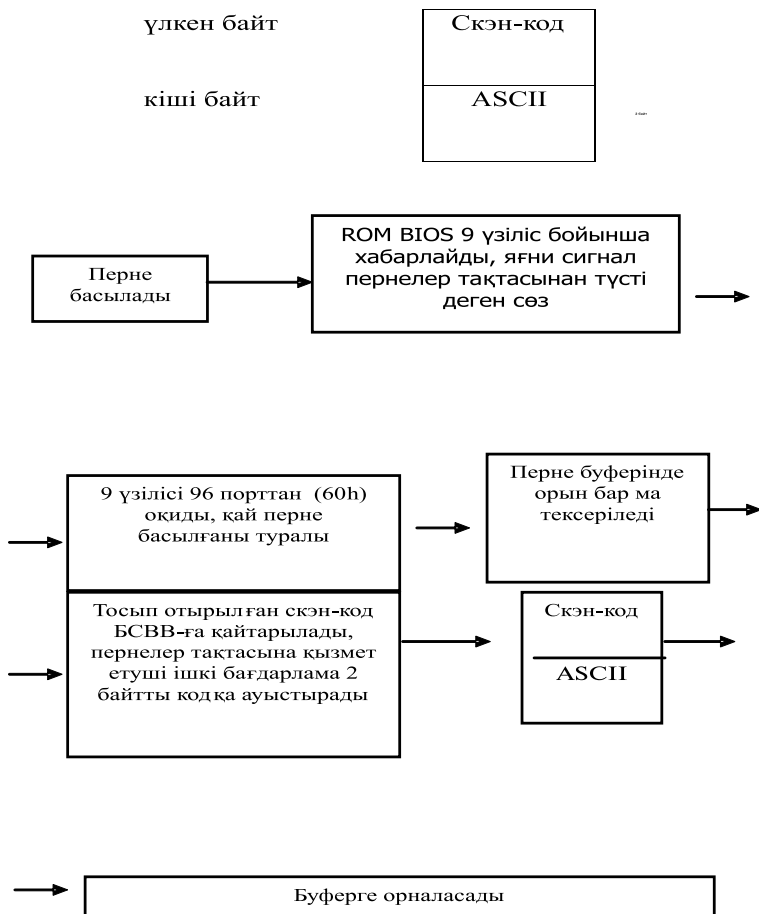 үлкен байт
Скэн-код
кіші байт
ASCII
Перне
басылады
ROM BIOS 9 үзіліс бойынша
хабарлайды, яғни сигнал
пернелер тақтасынан түсті
деген сөз
9 үзілісі 96 порттан (60h)
оқиды, қай перне
басылғаны туралы
Перне буферінде
орын бар ма
тексеріледі
Тосып отырылған скэн-код
БСВВ-ға қайтарылады,
пернелер тақтасына қызмет
етуші ішкі бағдарлама 2
байтты кодқа ауыстырады
Скэн-код
ASCII
Буферге орналасады